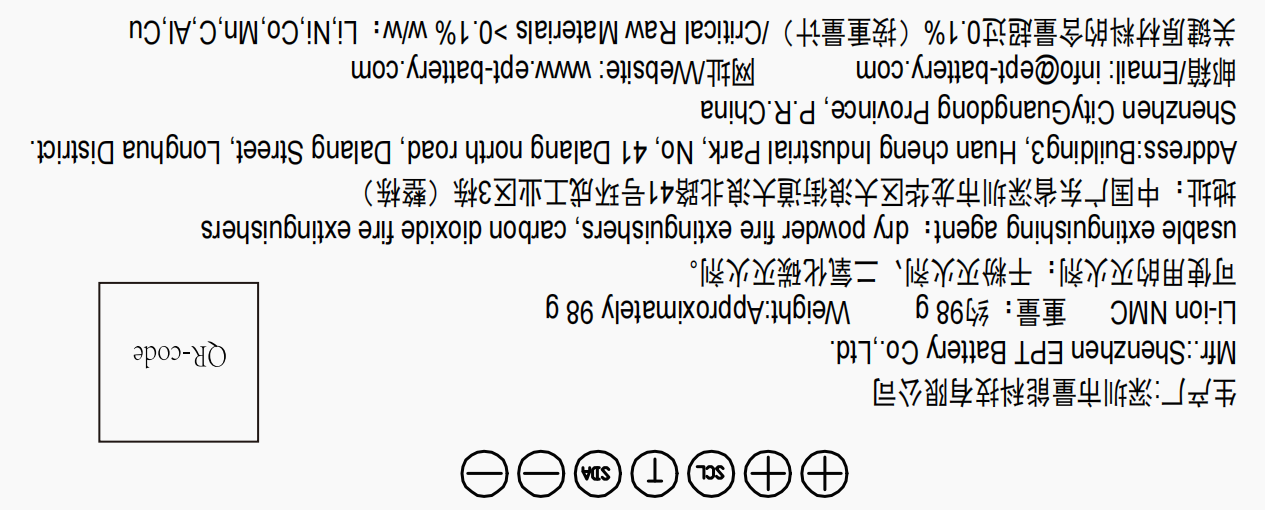 ⊕ ⊕ SCL T SDA ⊖ ⊖
生产厂:深圳市量能科技有限公司
Mfr.:Shenzhen EPT Battery Co.,Ltd.
QR-code
Li-ion NMC 重量：约98 g Weight:Approximately 98 g
可使用的灭火剂：干粉灭火剂、二氧化碳灭火剂。
usable extinguishing agent：dry powder fire extinguishers, carbon dioxide fire extinguishers
地址：中国广东省深圳市龙华区大浪街道大浪北路41号环成工业区3栋（整栋）
Address:Building3, Huan cheng Industrial Park, No, 41 Dalang north road, Dalang Street, Longhua District.
Shenzhen CityGuangdong Province, P.R.China
邮箱/Email: info@ept-battery.com 网址/Website: www.ept-battery.com
关键原材料的含量超过0.1%（按重量计）/Critical Raw Materials >0.1% w/w：Li,Ni,Co,Mn,C,Al,Cu